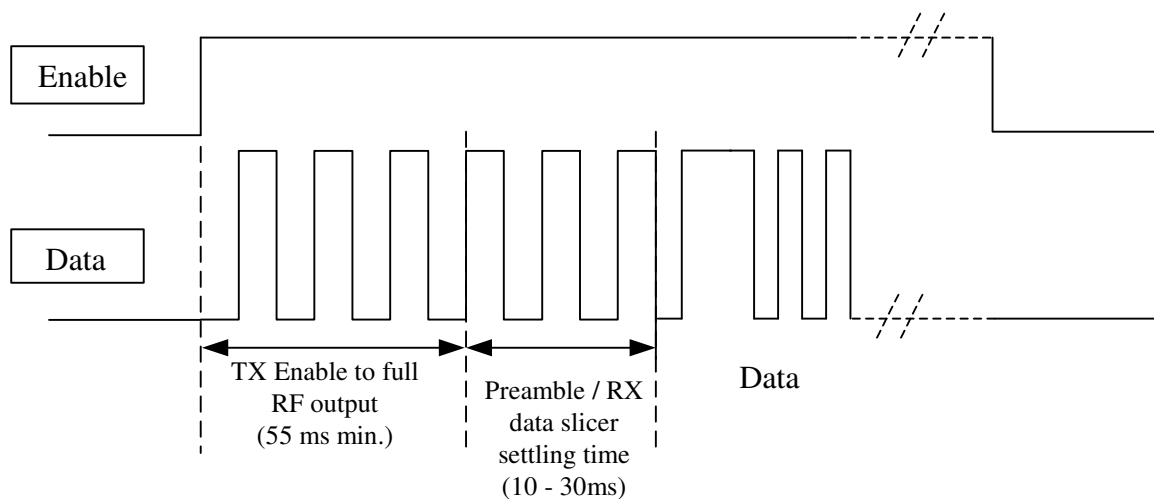 Enable
Data
TX Enable to full
RF output
(55 ms min.)
Preamble / RX
data slicer
settling time
(10 - 30ms)
Data